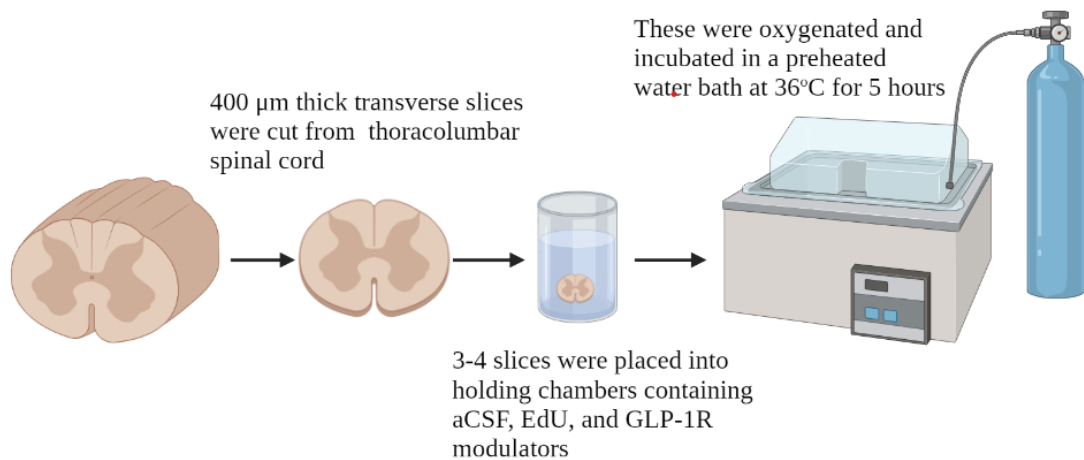 These were oxygenated and
incubated in a preheated
water bath at 36°C for 5 hours
400 μm thick transverse slices
were cut from thoracolumbar
spinal cord
3-4 slices were placed into
holding chambers containing
aCSF, EdU, and GLP-1R
modulators